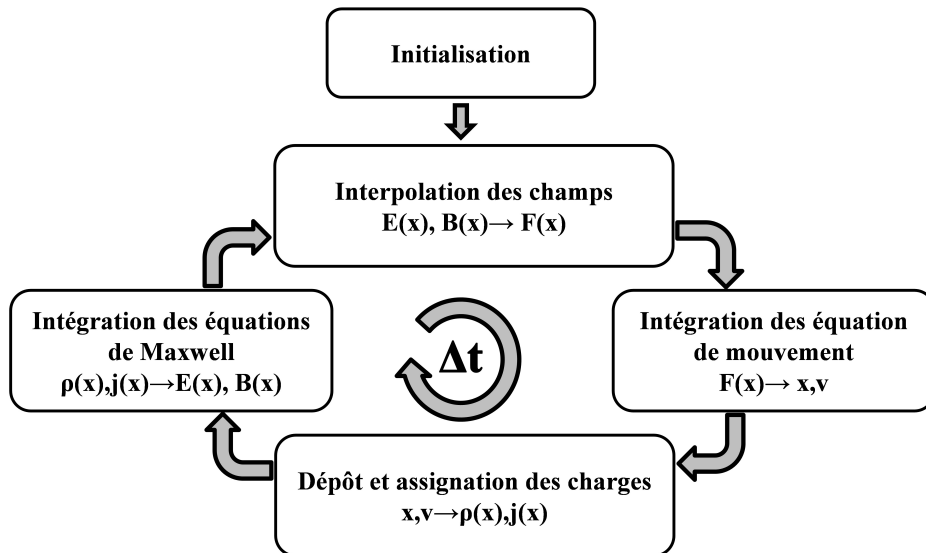 Initialisation
Interpolation des champs
E(x), B(x)→ F(x)
Intégration des équations
de Maxwell
ρ(x),j(x)→E(x), B(x)
Δt
Intégration des équation
de mouvement
F(x)→ x,v
Dépôt et assignation des charges
x,v→ρ(x),j(x)